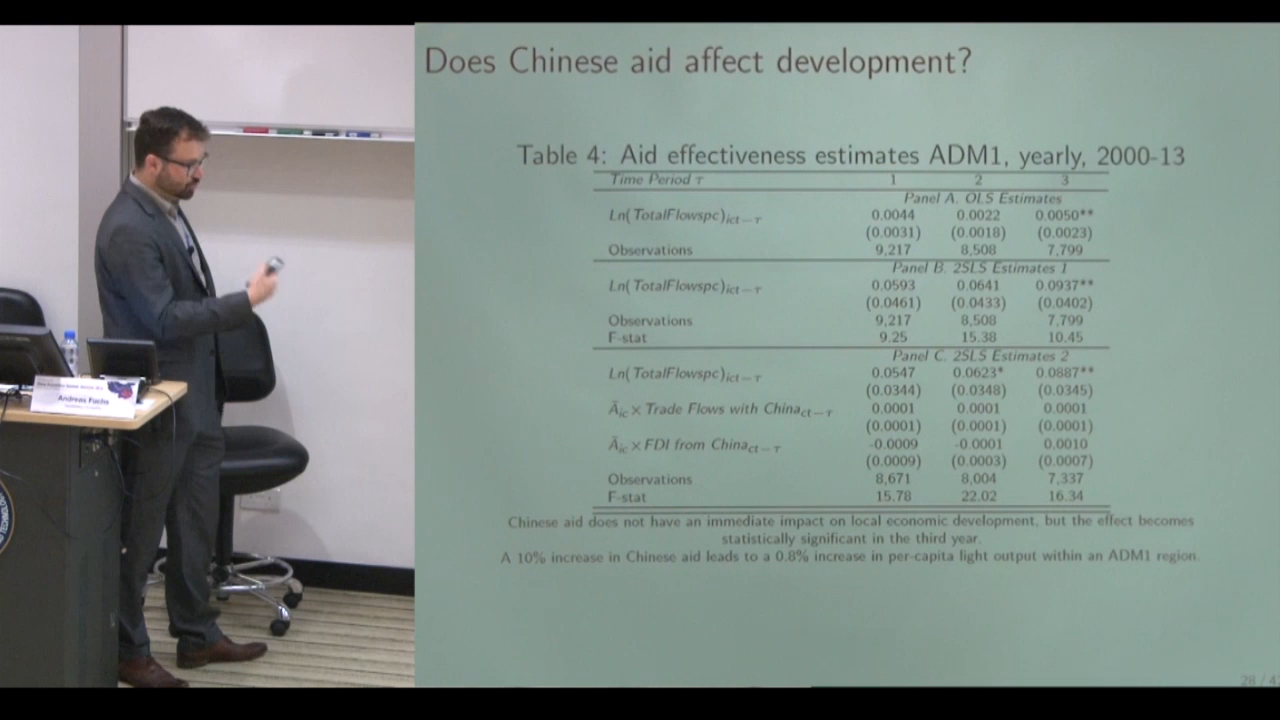 Does Chinese aid affect development?
Table 4: Aid effectiveness estimates ADM1, yearly, 2000-13
Time Period τ 1 2 3
Panel A. OLS Estimates
Ln(TotalFlowspc)ict−τ 0.0044 0.0022 0.0050**
(0.0031) (0.0018) (0.0023)
Observations 9,217 8,508 7,799
Panel B. 2SLS Estimates 1
Ln(TotalFlowspc)ict−τ 0.0593 0.0641 0.0937**
(0.0461) (0.0433) (0.0402)
Observations 9,217 8,508 7,799
F-stat 9.25 15.38 10.45
Panel C. 2SLS Estimates 2
Ln(TotalFlowspc)ict−τ 0.0547 0.0623* 0.0887**
(0.0344) (0.0348) (0.0345)
Āic × Trade Flows with Chinact−τ 0.0001 0.0001 0.0001
(0.0001) (0.0001) (0.0001)
Āic × FDI from Chinact−τ -0.0009 -0.0001 0.0010
(0.0009) (0.0003) (0.0007)
Observations 8,671 8,004 7,337
F-stat 15.78 22.02 16.34
Chinese aid does not have an immediate impact on local economic development, but the effect becomes
statistically significant in the third year.
A 10% increase in Chinese aid leads to a 0.8% increase in per-capita light output within an ADM1 region.
28 / 4
Andreas Fuchs